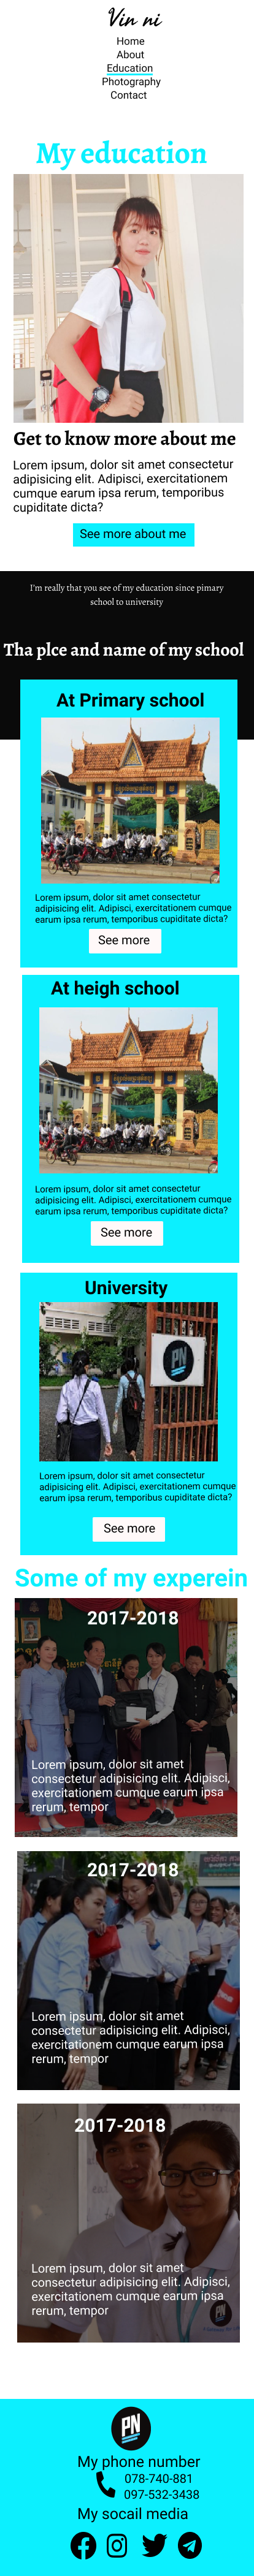 Vin ni
Home
About
Education
Photography
Contact
My education
Get to know more about me
Lorem ipsum, dolor sit amet consectetur
adipisicing elit. Adipisci, exercitationem
cumque earum ipsa rerum, temporibus
cupiditate dicta?
See more about me
I'm really that you see of my education since pimary
school to university
Tha plce and name of my school
At Primary school
Lorem ipsum, dolor sit amet consectetur
adipisicing elit. Adipisci, exercitationem cumque
earum ipsa rerum, temporibus cupiditate dicta?
See more
At heigh school
Lorem ipsum, dolor sit amet consectetur
adipisicing elit. Adipisci, exercitationem cumque
earum ipsa rerum, temporibus cupiditate dicta?
See more
University
PN
Lorem ipsum, dolor sit amet consectetur
adipisicing elit. Adipisci, exercitationem cumque
earum ipsa rerum, temporibus cupiditate dicta?
See more
Some of my experein
2017-2018
Lorem ipsum, dolor sit amet
consectetur adipisicing elit. Adipisci,
exercitationem cumque earum ipsa
rerum, tempor
2017-2018
Lorem ipsum, dolor sit amet
consectetur adipisicing elit. Adipisci,
exercitationem cumque earum ipsa
rerum, tempor
2017-2018
Lorem ipsum, dolor sit amet
consectetur adipisicing elit. Adipisci,
exercitationem cumque earum ipsa
rerum, tempor
PN
PN
My phone number
078-740-881
097-532-3438
My socail media